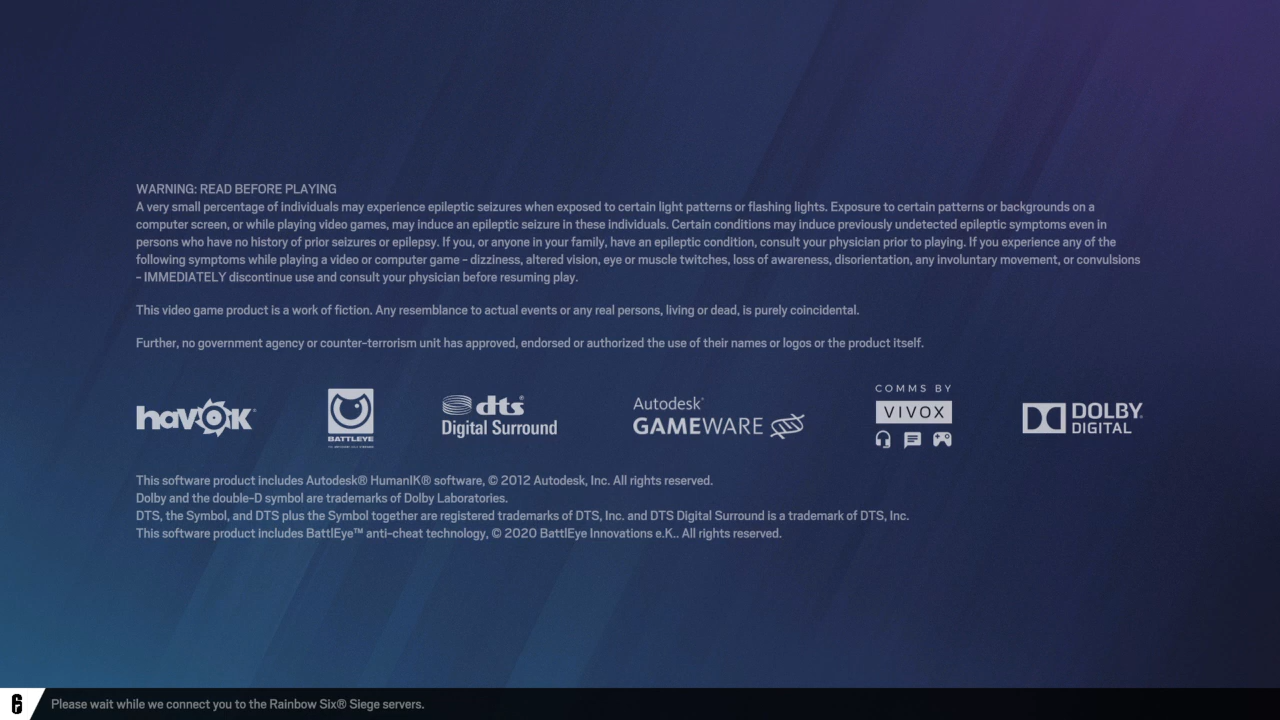 WARNING: READ BEFORE PLAYING
A very small percentage of individuals may experience epileptic seizures when exposed to certain light patterns or flashing lights. Exposure to certain patterns or backgrounds on a
computer screen, or while playing video games, may induce an epileptic seizure in these individuals. Certain conditions may induce previously undetected epileptic symptoms even in
persons who have no history of prior seizures or epilepsy. If you, or anyone in your family, have an epileptic condition, consult your physician prior to playing. If you experience any of the
following symptoms while playing a video or computer game - dizziness, altered vision, eye or muscle twitches, loss of awareness, disorientation, any involuntary movement, or convulsions
- IMMEDIATELY discontinue use and consult your physician before resuming play.
This video game product is a work of fiction. Any resemblance to actual events or any real persons, living or dead, is purely coincidental.
Further, no government agency or counter-terrorism unit has approved, endorsed or authorized the use of their names or logos or the product itself.
havok
BATTLEYE
dts
Digital Surround
Autodesk®
GAMEWARE
COMMS BY
VIVOX
DOLBY
DIGITAL
This software product includes Autodesk® HumanIK® software, © 2012 Autodesk, Inc. All rights reserved.
Dolby and the double-D symbol are trademarks of Dolby Laboratories.
DTS, the Symbol, and DTS plus the Symbol together are registered trademarks of DTS, Inc. and DTS Digital Surround is a trademark of DTS, Inc.
This software product includes BattlEye™ anti-cheat technology, © 2020 BattlEye Innovations e.K.. All rights reserved.
6 Please wait while we connect you to the Rainbow Six® Siege servers.